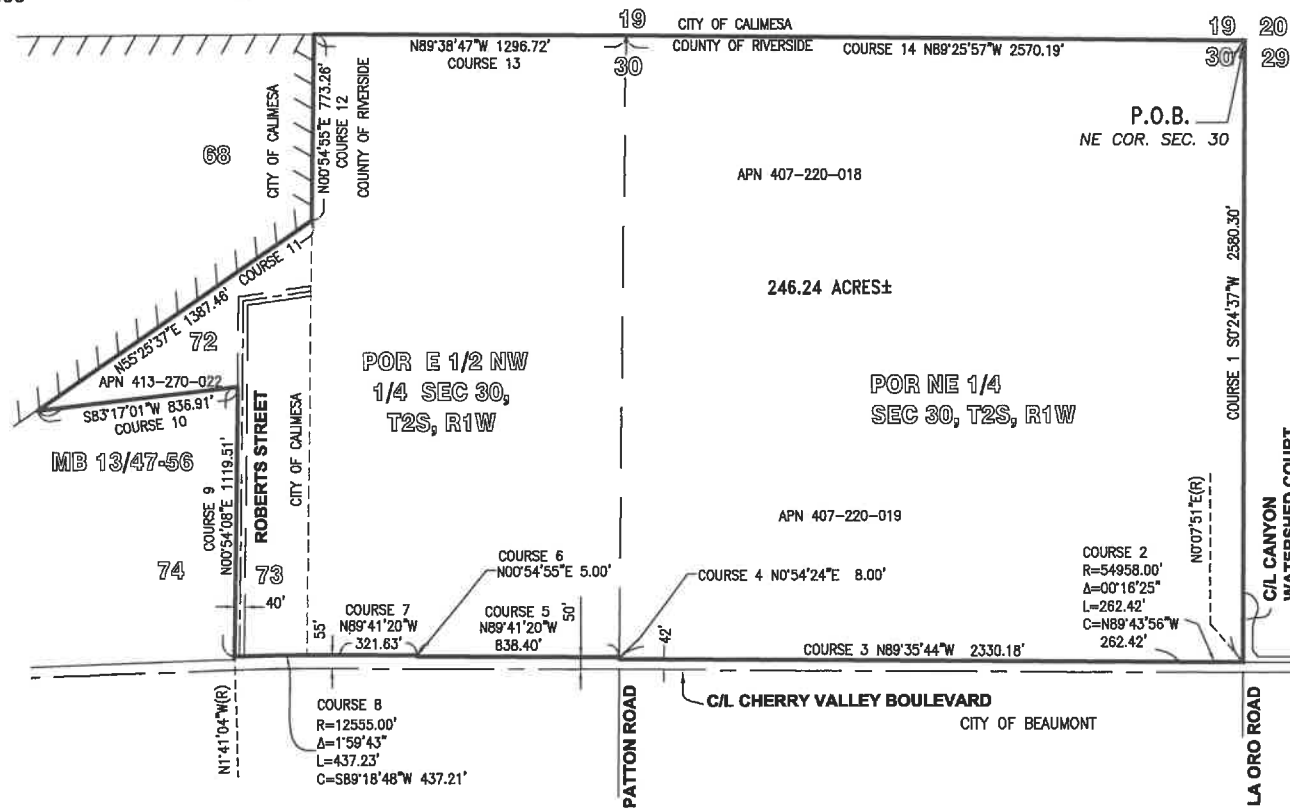 19
CITY OF CALIMESA
COUNTY OF RIVERSIDE
30
19 20
30 29
N89°38'47"W 1296.72'
COURSE 13
COURSE 14 N89°25'57"W 2570.19'
P.O.B.
NE COR. SEC. 30
68
CITY OF CALIMESA
N00°54'55"E 773.26'
COURSE 12
COUNTY OF RIVERSIDE
APN 407-220-018
246.24 ACRES±
COURSE 1 S0°24'37"W 2580.30'
N55°25'37"E 1387.46' COURSE 11
72
APN 413-270-022
S83°17'01"W 836.91'
COURSE 10
MB 13/47-56
POR E 1/2 NW
1/4 SEC 30,
T2S, R1W
POR NE 1/4
SEC 30, T2S, R1W
COURSE 9
N00°54'08"E 1119.51'
ROBERTS STREET
CITY OF CALIMESA
74
73
40'
APN 407-220-019
COURSE 6
N00°54'55"E 5.00'
COURSE 4 N0°54'24"E 8.00'
COURSE 7
N89°41'20"W
321.63'
55'
COURSE 5
N89°41'20"W
838.40'
50'
42'
COURSE 2
R=54958.00'
Δ=00°16'25"
L=262.42'
C=N89°43'56"W
262.42'
N0°07'51"E(R)
C/L CANYON
WATERSHED COURT
COURSE 3 N89°35'44"W 2330.18'
C/L CHERRY VALLEY BOULEVARD
CITY OF BEAUMONT
N1°41'04"W(R)
COURSE 8
R=12555.00'
Δ=1°59'43"
L=437.23'
C=S89°18'48"W 437.21'
PATTON ROAD
LA ORO ROAD